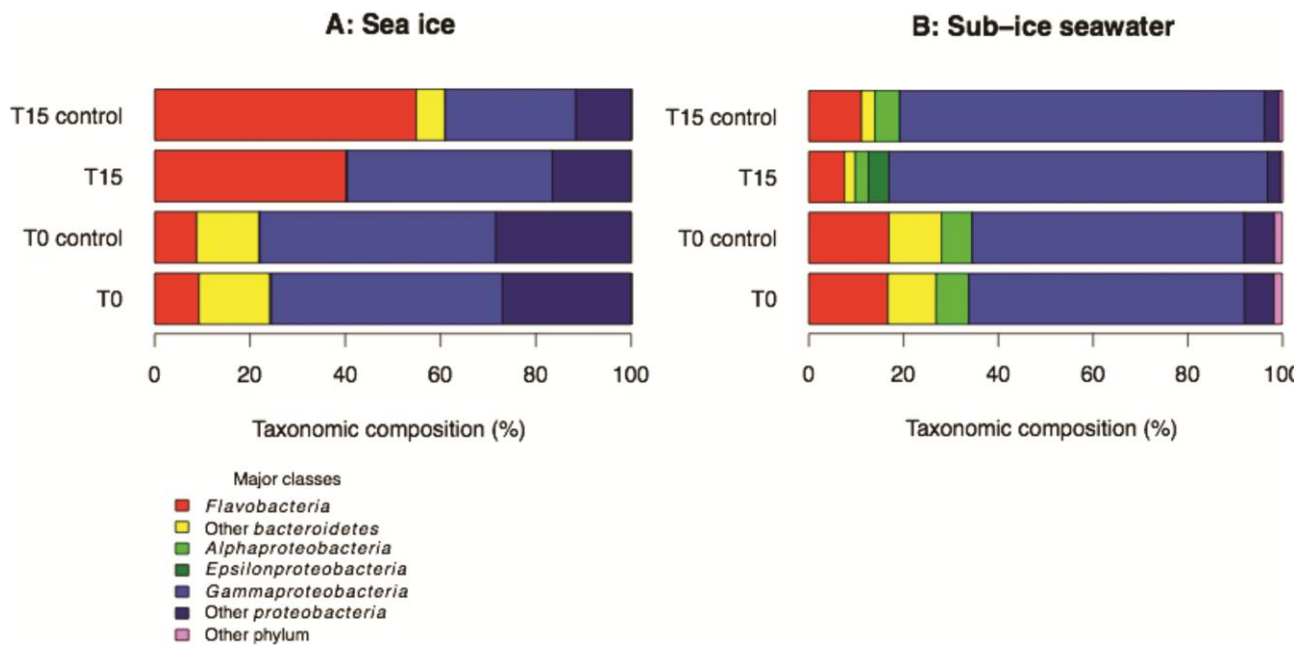 A: Sea ice
T15 control
T15
T0 control
T0
0 20 40 60 80 100
Taxonomic composition (%)
B: Sub–ice seawater
T15 control
T15
T0 control
T0
0 20 40 60 80 100
Taxonomic composition (%)
Major classes
Flavobacteria
Other bacteroidetes
Alphaproteobacteria
Epsilonproteobacteria
Gammaproteobacteria
Other proteobacteria
Other phylum